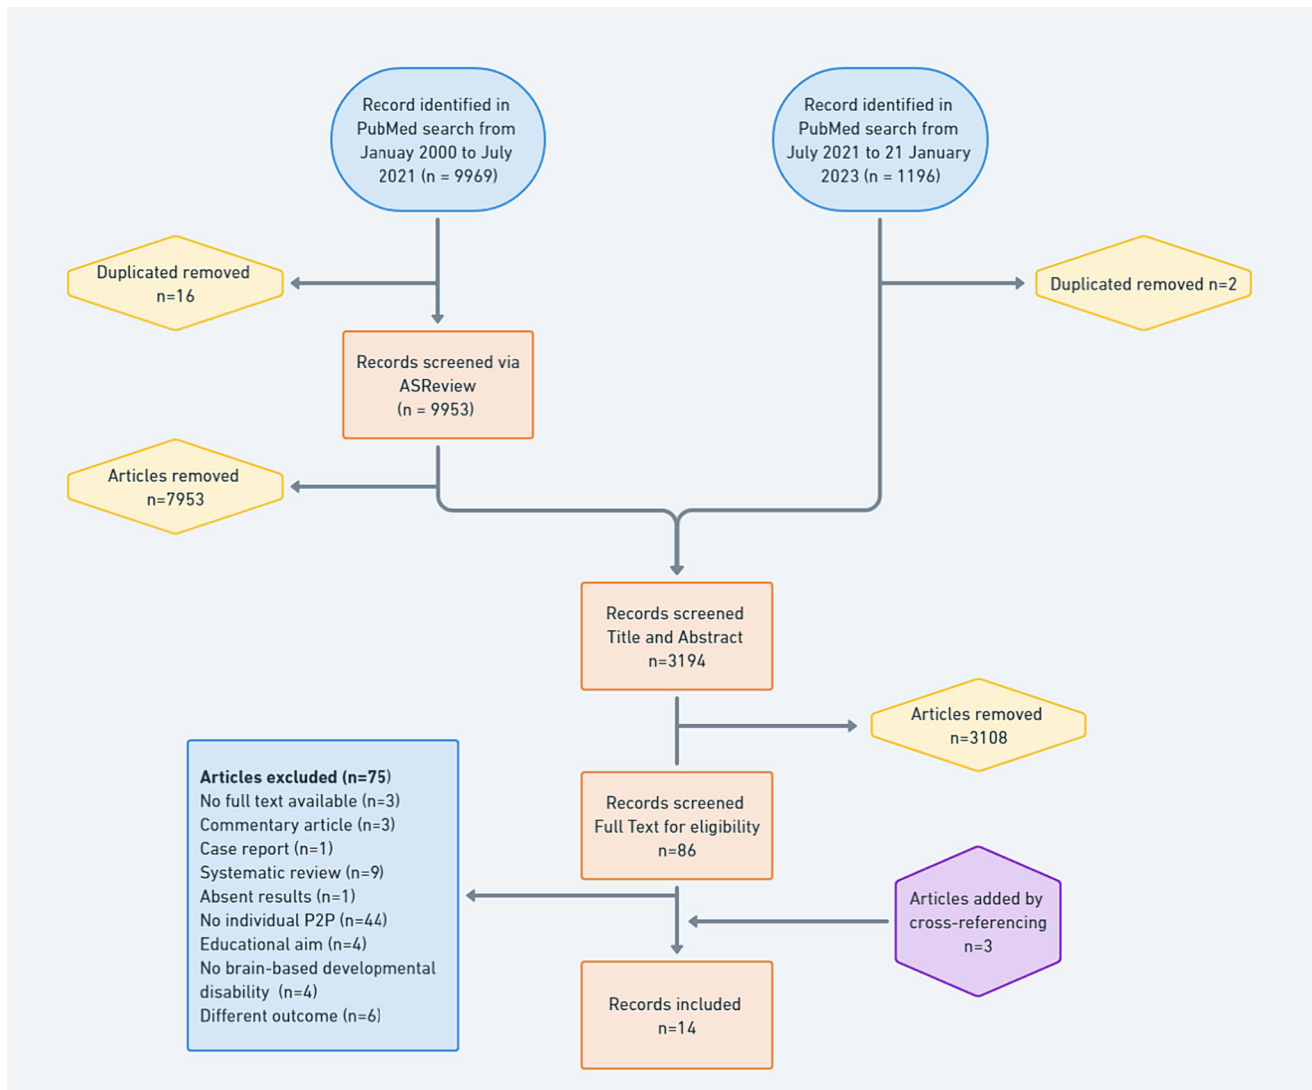 Record identified in
PubMed search from
Januay 2000 to July
2021 (n = 9969)
Record identified in
PubMed search from
July 2021 to 21 January
2023 (n = 1196)
Duplicated removed
n=16
Duplicated removed n=2
Records screened via
ASReview
(n = 9953)
Articles removed
n=7953
Records screened
Title and Abstract
n=3194
Articles removed
n=3108
Articles excluded (n=75)
No full text available (n=3)
Commentary article (n=3)
Case report (n=1)
Systematic review (n=9)
Absent results (n=1)
No individual P2P (n=44)
Educational aim (n=4)
No brain-based developmental
disability (n=4)
Different outcome (n=6)
Records screened
Full Text for eligibility
n=86
Articles added by
cross-referencing
n=3
Records included
n=14